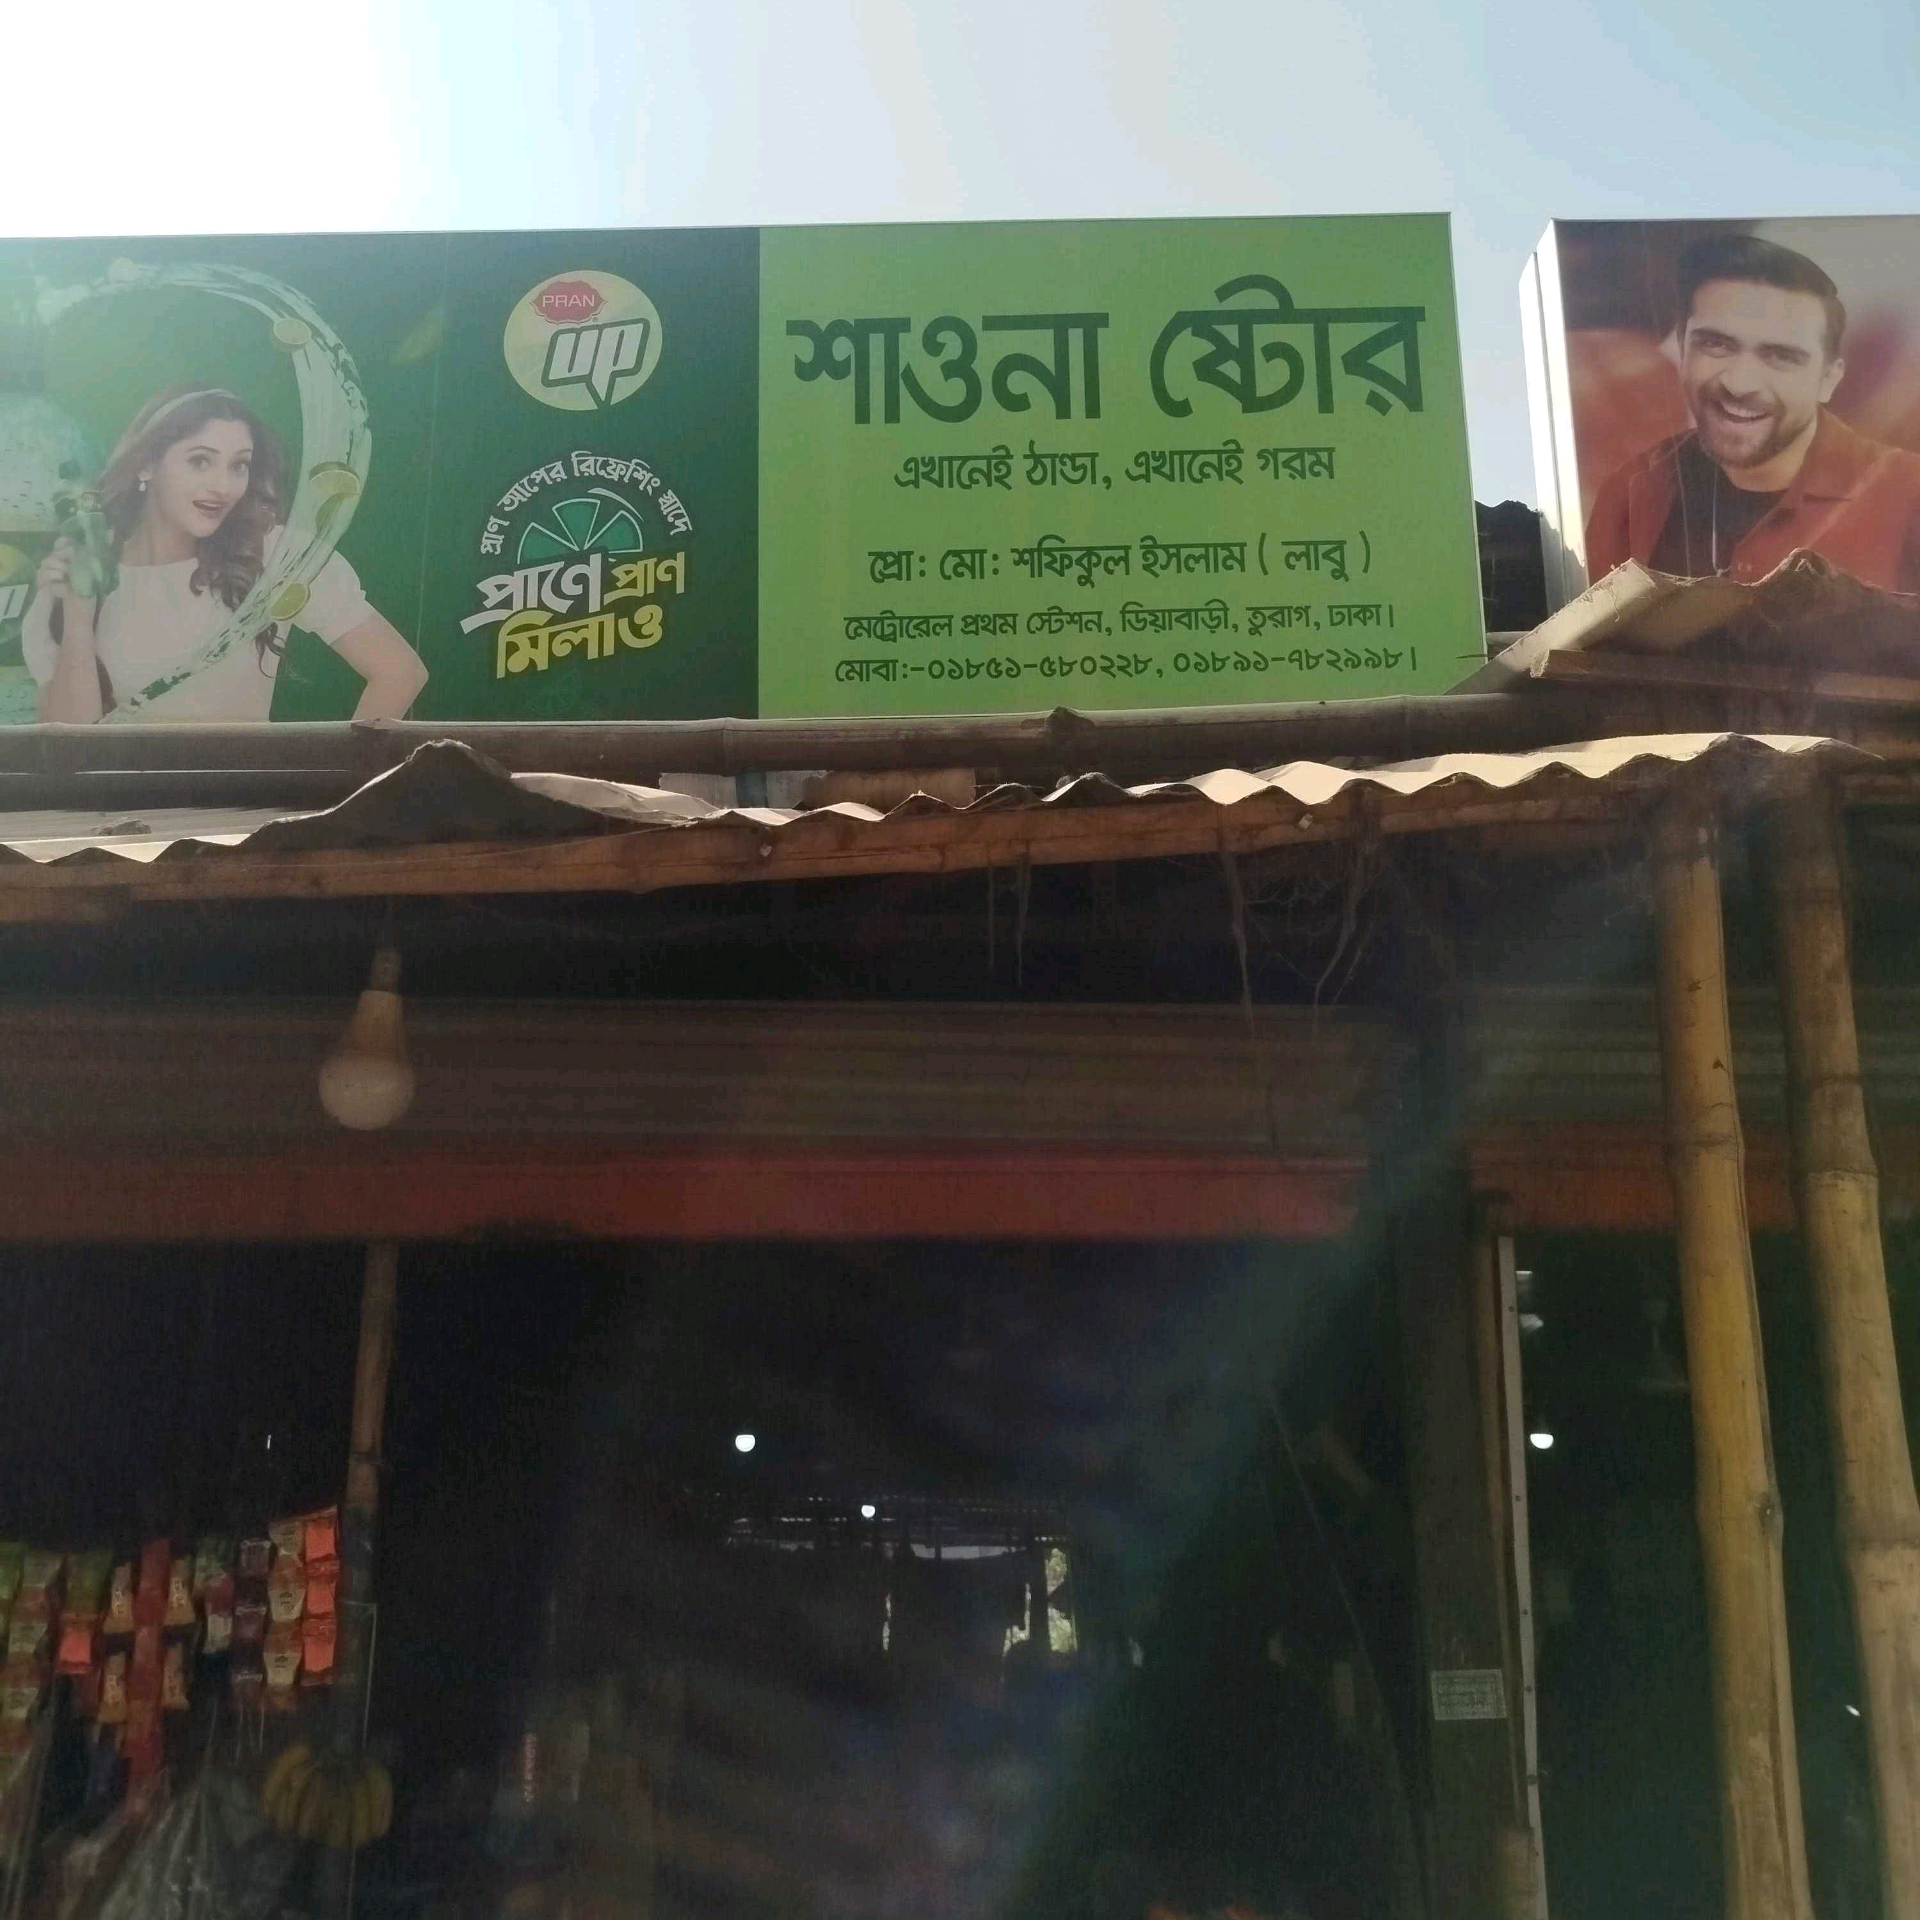 PRAN
up
প্রাণ আপের রিফ্রেশিং স্বাদে
প্রাণে প্রাণ
মিলাও
শাওনা ষ্টোর
এখানেই ঠাণ্ডা, এখানেই গরম
প্রো: মো: শফিকুল ইসলাম ( লাবু )
মেট্রোরেল প্রথম স্টেশন, ডিয়াবাড়ী, তুরাগ, ঢাকা।
মোবা:-০১৮৫১-৫৮০২২৮, ০১৮৯১-৭৮২৯৯৮।